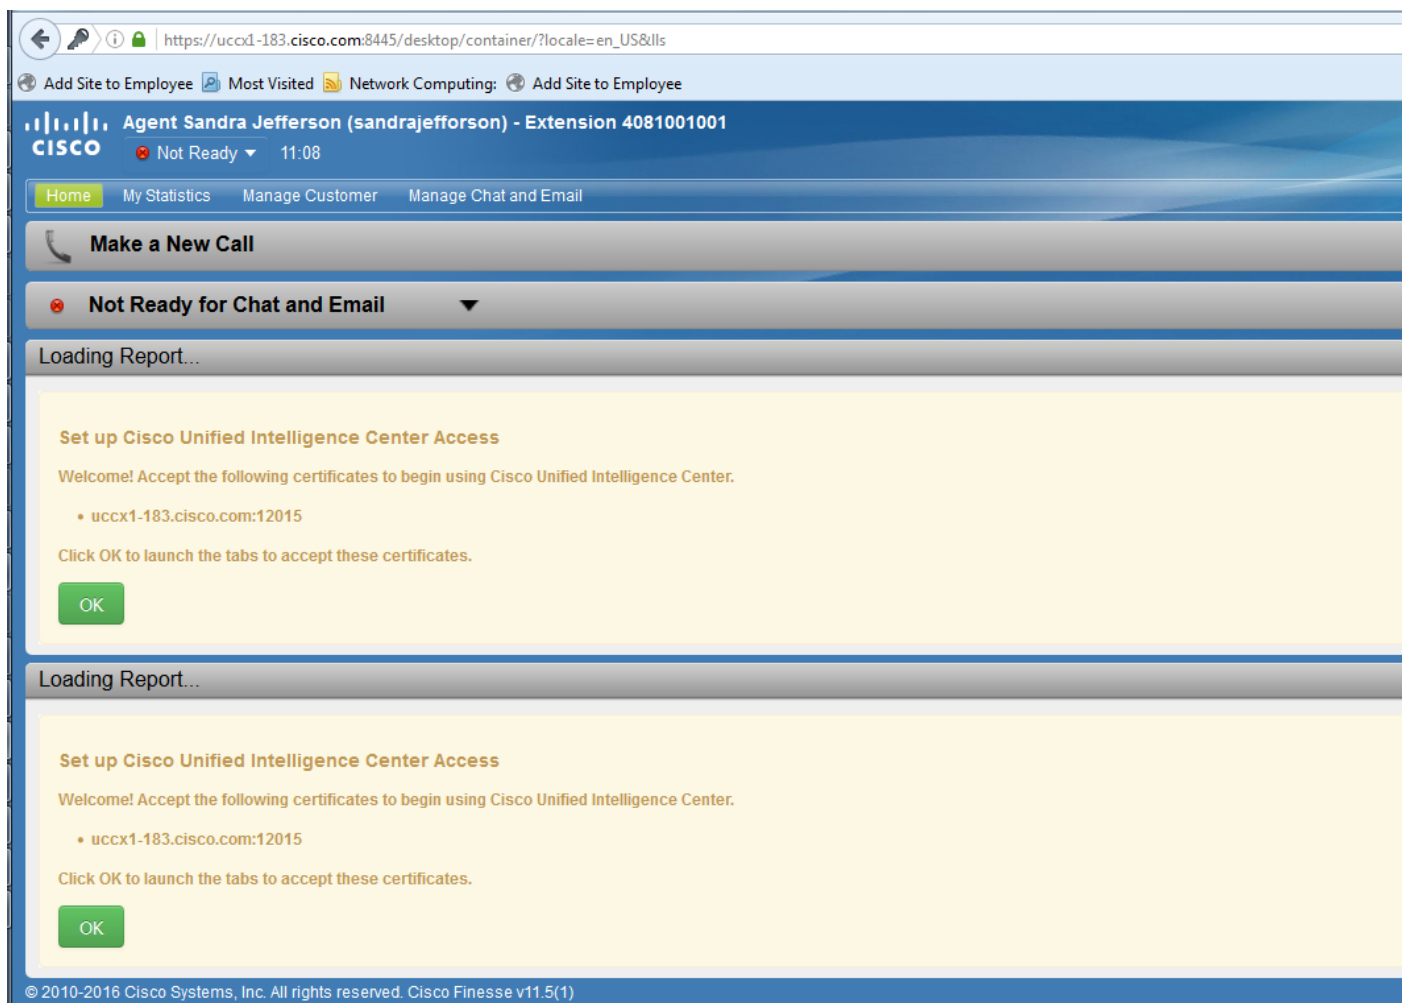 https://uccx1-183.cisco.com:8445/desktop/container/?locale=en_US&lls
Add Site to Employee Most Visited Network Computing: Add Site to Employee
Agent Sandra Jefferson (sandrajefforson) - Extension 4081001001
CISCO
Not Ready 11:08
Home My Statistics Manage Customer Manage Chat and Email
Make a New Call
Not Ready for Chat and Email
Loading Report...
Set up Cisco Unified Intelligence Center Access
Welcome! Accept the following certificates to begin using Cisco Unified Intelligence Center.
• uccx1-183.cisco.com:12015
Click OK to launch the tabs to accept these certificates.
OK
Loading Report...
Set up Cisco Unified Intelligence Center Access
Welcome! Accept the following certificates to begin using Cisco Unified Intelligence Center.
• uccx1-183.cisco.com:12015
Click OK to launch the tabs to accept these certificates.
OK
© 2010-2016 Cisco Systems, Inc. All rights reserved. Cisco Finesse v11.5(1)